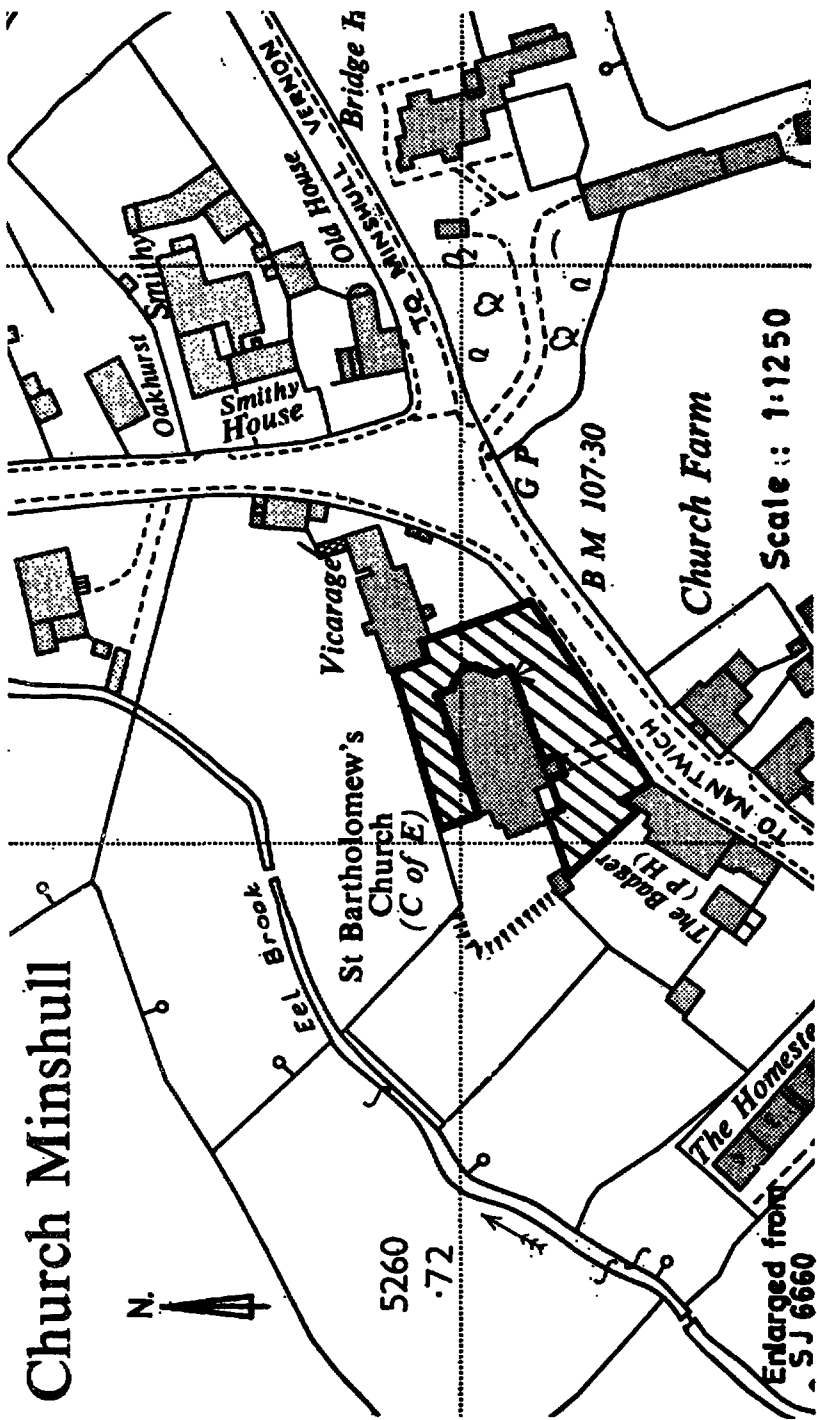 Church Minshull
N.
5260
·72
Eel Brook
St Bartholomew's
Church
(C of E)
Vicarage
Oakhurst
Smithy
Smithy
House
Old House
TO MINSHULL VERNON
Bridge
G P
B M 107·30
Church Farm
Scale: 1:1250
TO NANTWICH
The Badger
(P H)
The Homeste
Enlarged from
SJ 6660